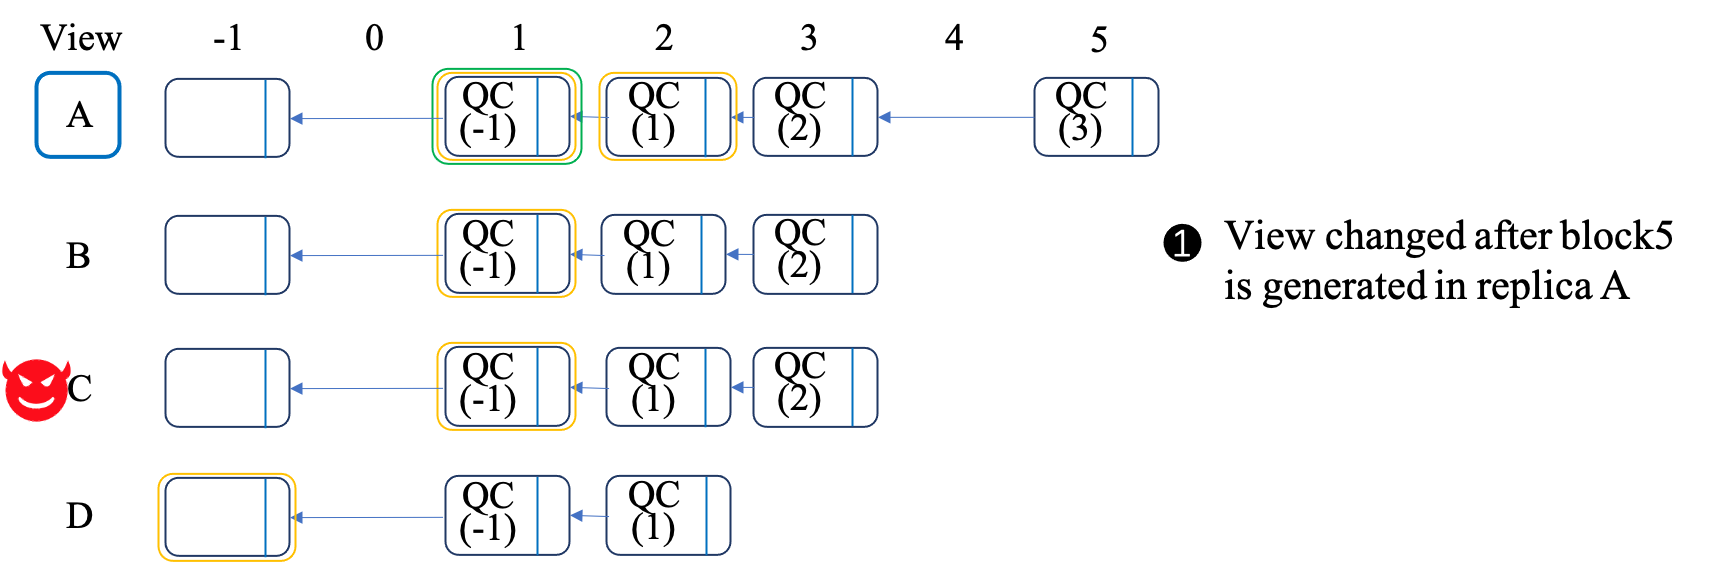 View -1 0 1 2 3 4 5
A QC QC QC QC
(-1) (1) (2) (3)
B QC QC QC
(-1) (1) (2)
❶ View changed after block5
is generated in replica A
C QC QC QC
(-1) (1) (2)
D QC QC
(-1) (1)